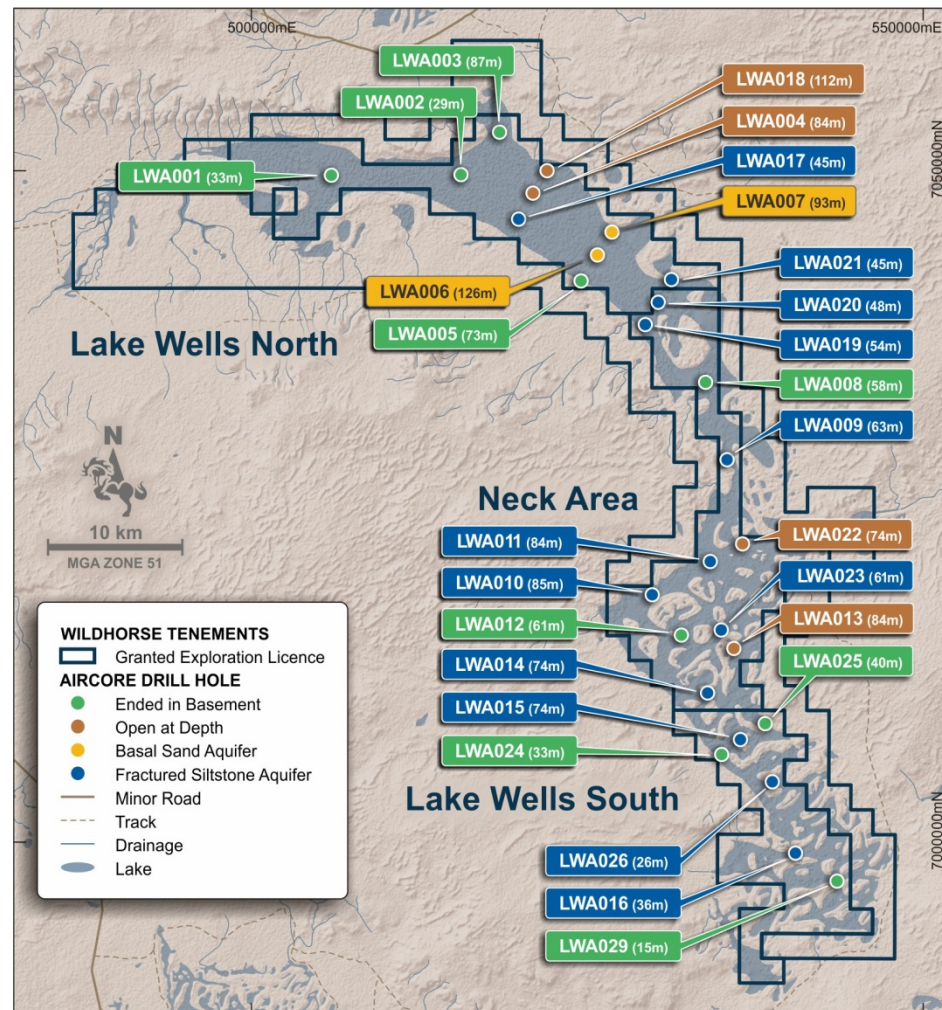 500000mE
550000mE
LWA003 (87m)
LWA018 (112m)
LWA002 (29m)
LWA004 (84m)
7050000mN
LWA017 (45m)
LWA001 (33m)
LWA007 (93m)
LWA021 (45m)
LWA006 (126m)
LWA020 (48m)
LWA005 (73m)
Lake Wells North
LWA019 (54m)
LWA008 (58m)
LWA009 (63m)
N
Neck Area
10 km
MGA ZONE 51
LWA011 (84m)
LWA022 (74m)
LWA010 (85m)
LWA023 (61m)
LWA012 (61m)
LWA013 (84m)
LWA014 (74m)
LWA025 (40m)
LWA015 (74m)
LWA024 (33m)
Lake Wells South
7000000mN
LWA026 (26m)
LWA016 (36m)
LWA029 (15m)
WILDHORSE TENEMENTS
Granted Exploration Licence
AIRCORE DRILL HOLE
Ended in Basement
Open at Depth
Basal Sand Aquifer
Fractured Siltstone Aquifer
Minor Road
Track
Drainage
Lake